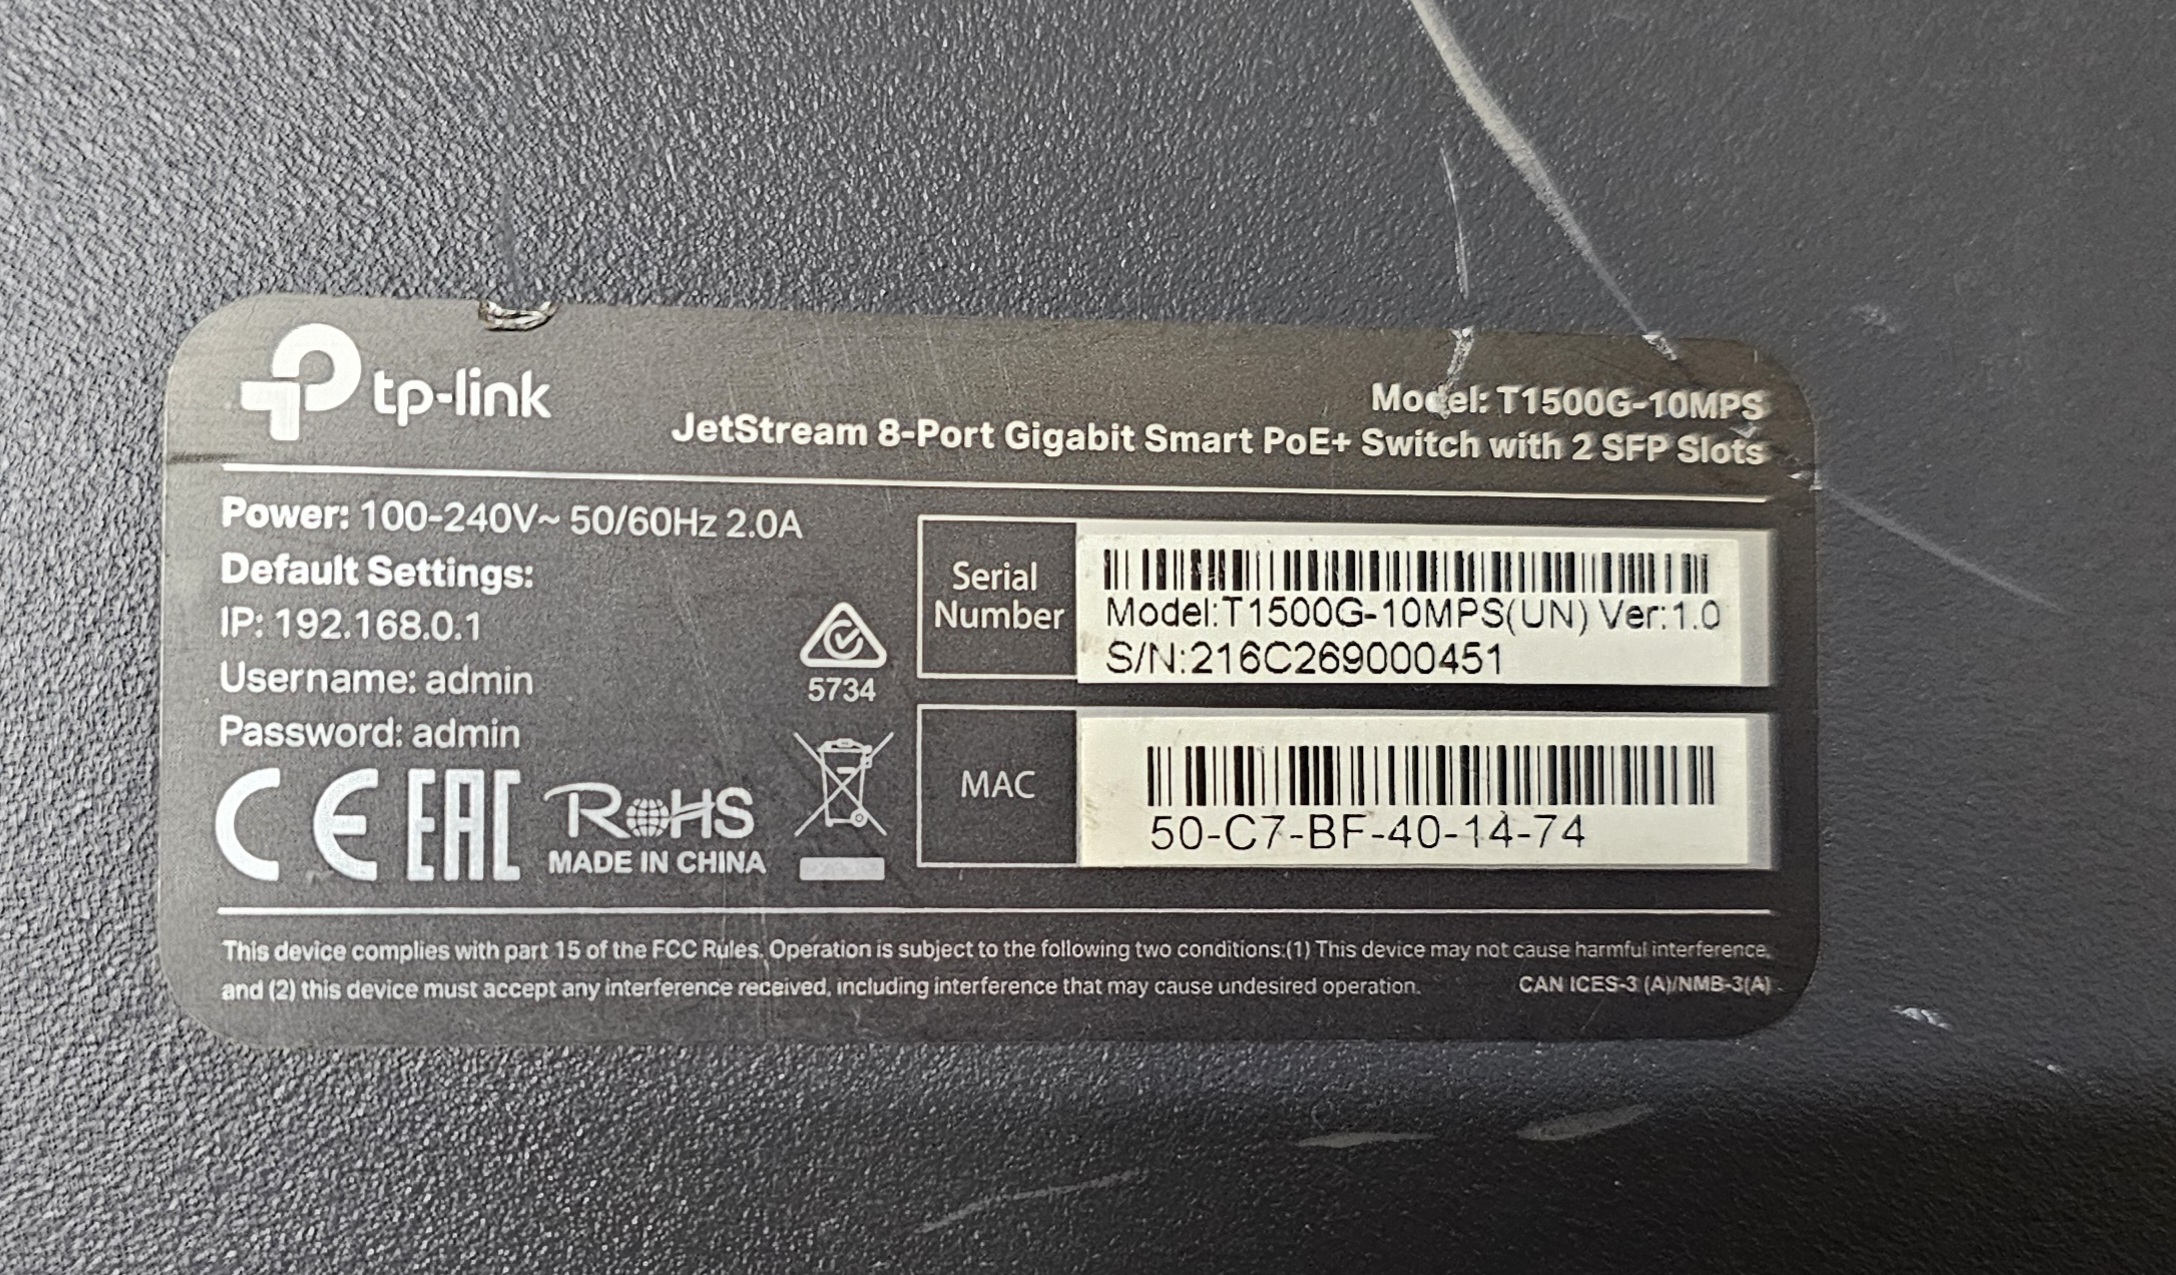 tp-link
Model: T1500G-10MPS
JetStream 8-Port Gigabit Smart PoE+ Switch with 2 SFP Slots
Power: 100-240V~ 50/60Hz 2.0A
Default Settings:
IP: 192.168.0.1
Username: admin
Password: admin
CE EAC RoHS
MADE IN CHINA
5734
Serial
Number
Model:T1500G-10MPS(UN) Ver:1.0
S/N:216C269000451
MAC
50-C7-BF-40-14-74
This device complies with part 15 of the FCC Rules. Operation is subject to the following two conditions:(1) This device may not cause harmful interference,
and (2) this device must accept any interference received, including interference that may cause undesired operation.
CAN ICES-3 (A)/NMB-3(A)